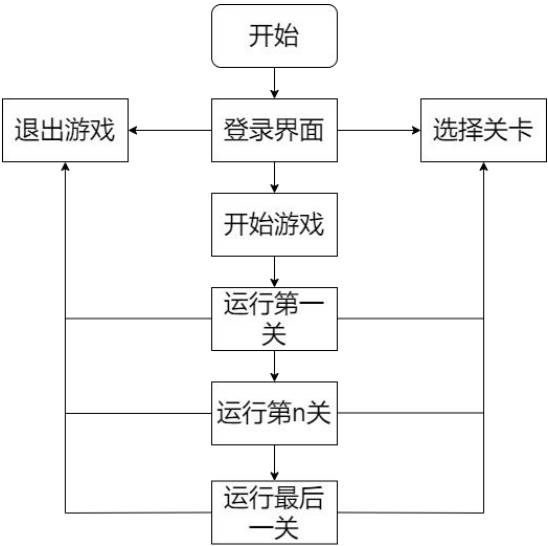 开始
退出游戏
登录界面
选择关卡
开始游戏
运行第一
关
运行第n关
运行最后
一关